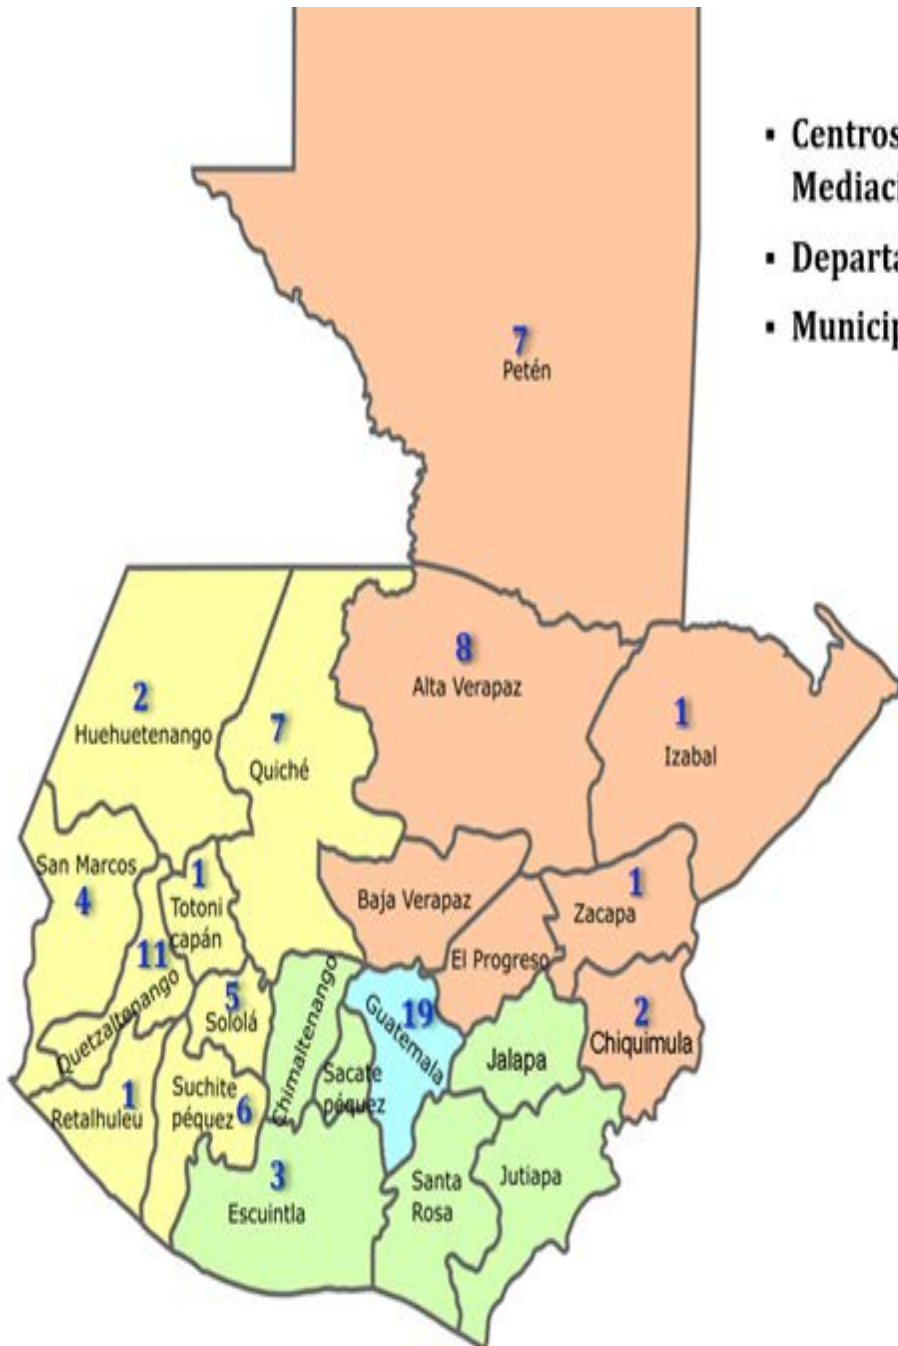 ▪ Centros
Mediaci
▪ Departa
▪ Municip
7
Petén
8
Alta Verapaz
2
Huehuetenango
7
Quiché
1
Izabal
San Marcos
4
1
Totoni
capán
Baja Verapaz
1
Zacapa
11
Quetzaltenango
El Progreso
5
Sololá
Chimaltenango
19
Guatemala
2
Chiquimula
Jalapa
1
Retalhuleu
Suchite
péquez 6
Sacate
péquez
3
Escuintla
Santa
Rosa
Jutiapa